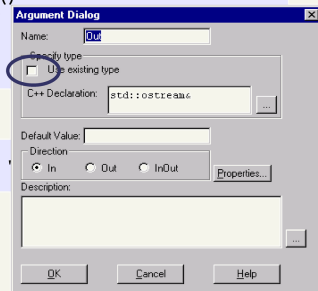 ()
Argument Dialog
Name: Out
Specify type
Use existing type
C++ Declaration: std::ostream&
...
Default Value:
Direction
In Out InOut
Properties...
Description:
...
OK Cancel Help